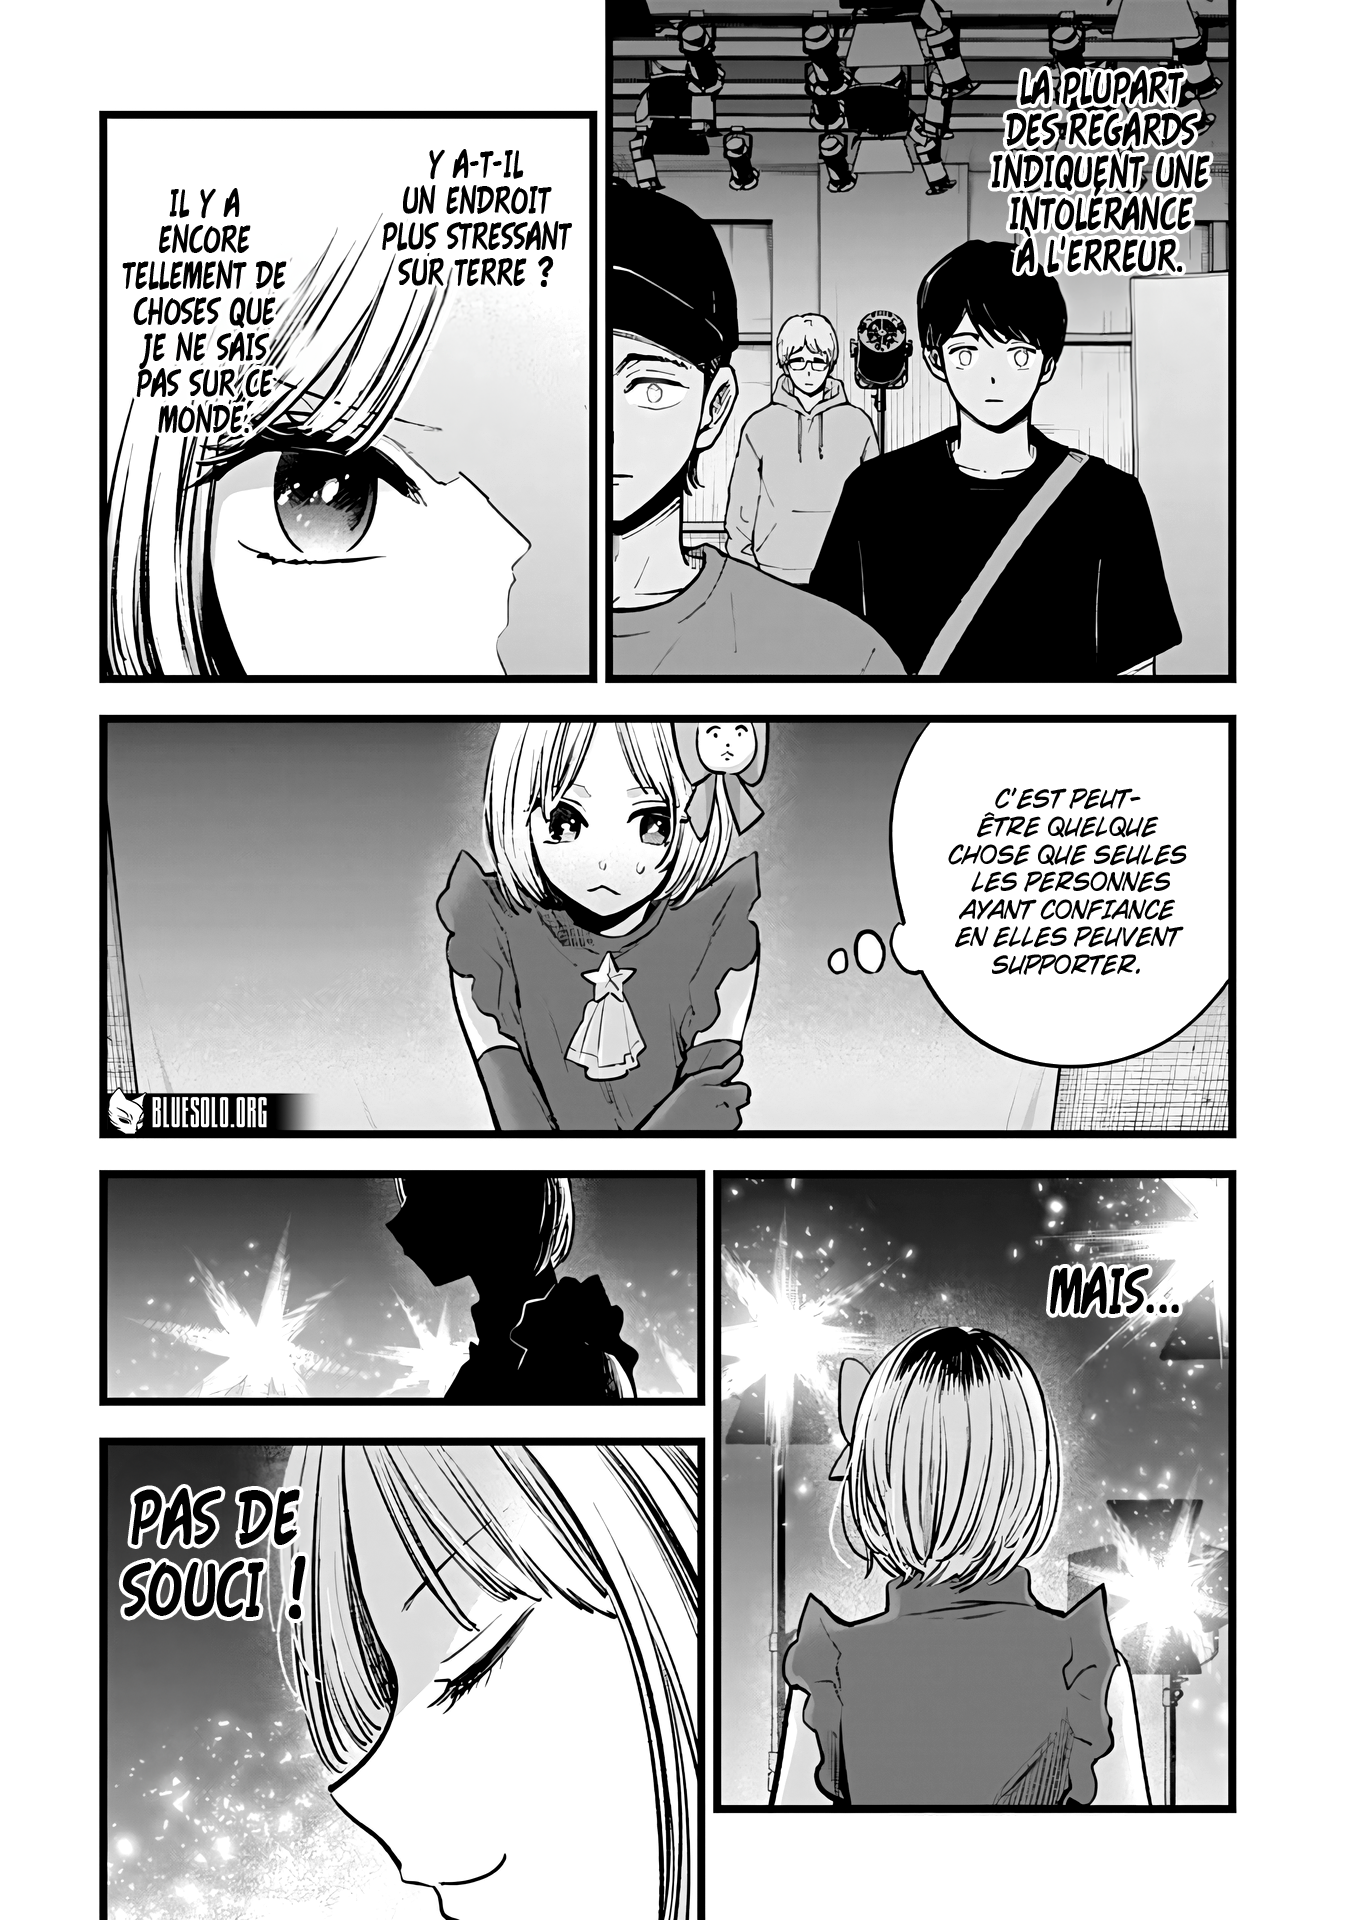 LA PLUPART
DES REGARDS
INDIQUENT UNE
INTOLÉRANCE
À L'ERREUR.
Y A-T-IL
UN ENDROIT
PLUS STRESSANT
SUR TERRE ?
IL Y A
ENCORE
TELLEMENT DE
CHOSES QUE
JE NE SAIS
PAS SUR CE
MONDE.
C'EST PEUT-
ÊTRE QUELQUE
CHOSE QUE SEULES
LES PERSONNES
AYANT CONFIANCE
EN ELLES PEUVENT
SUPPORTER.
BLUESOLO.ORG
MAIS...
PAS DE
SOUCI !